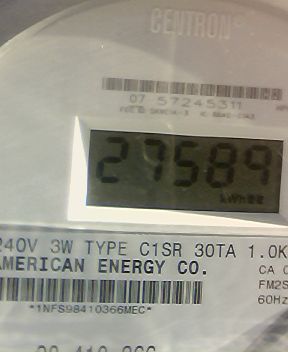 CENTRON®
07 57245311
27589
kWh
240V 3W TYPE C1SR 30TA 1.0K
AMERICAN ENERGY CO.
CA 0
FM2S
60Hz
*1NFS98410366MEC*